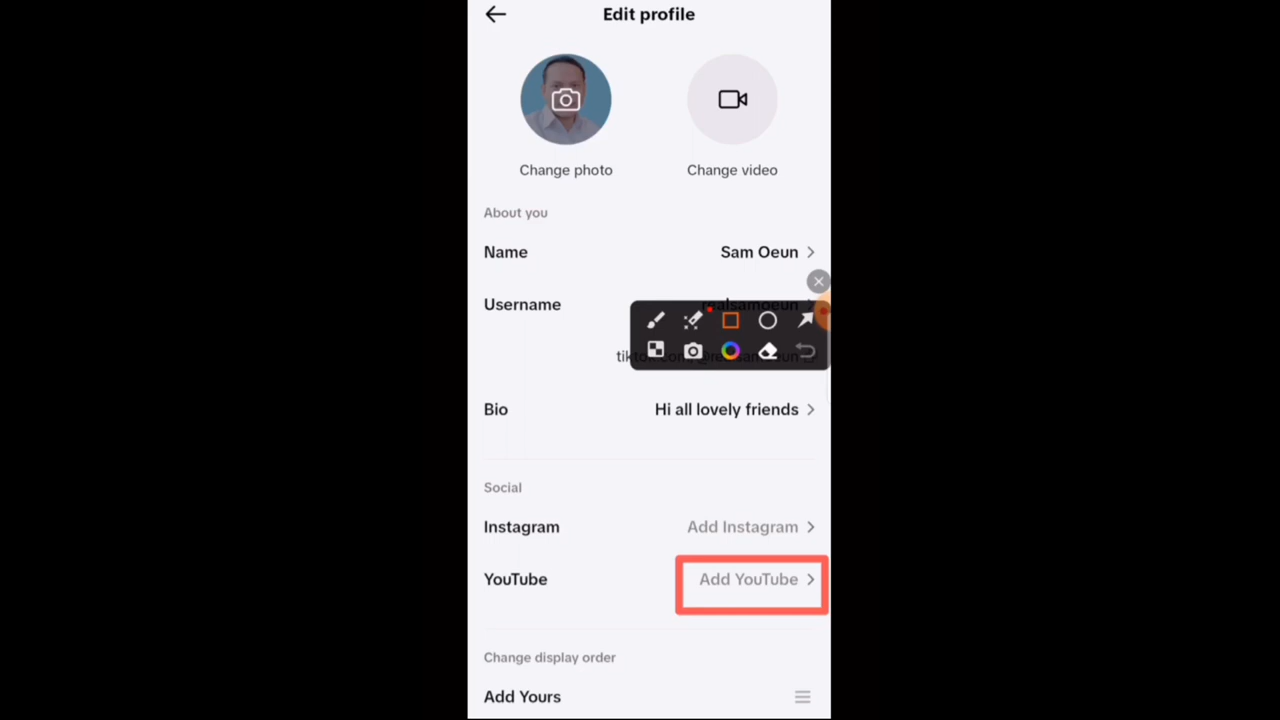 Edit profile
Change photo Change video
About you
Name Sam Oeun
Username realsamoeun
Bio Hi all lovely friends
Social
Instagram Add Instagram
YouTube Add YouTube
Change display order
Add Yours